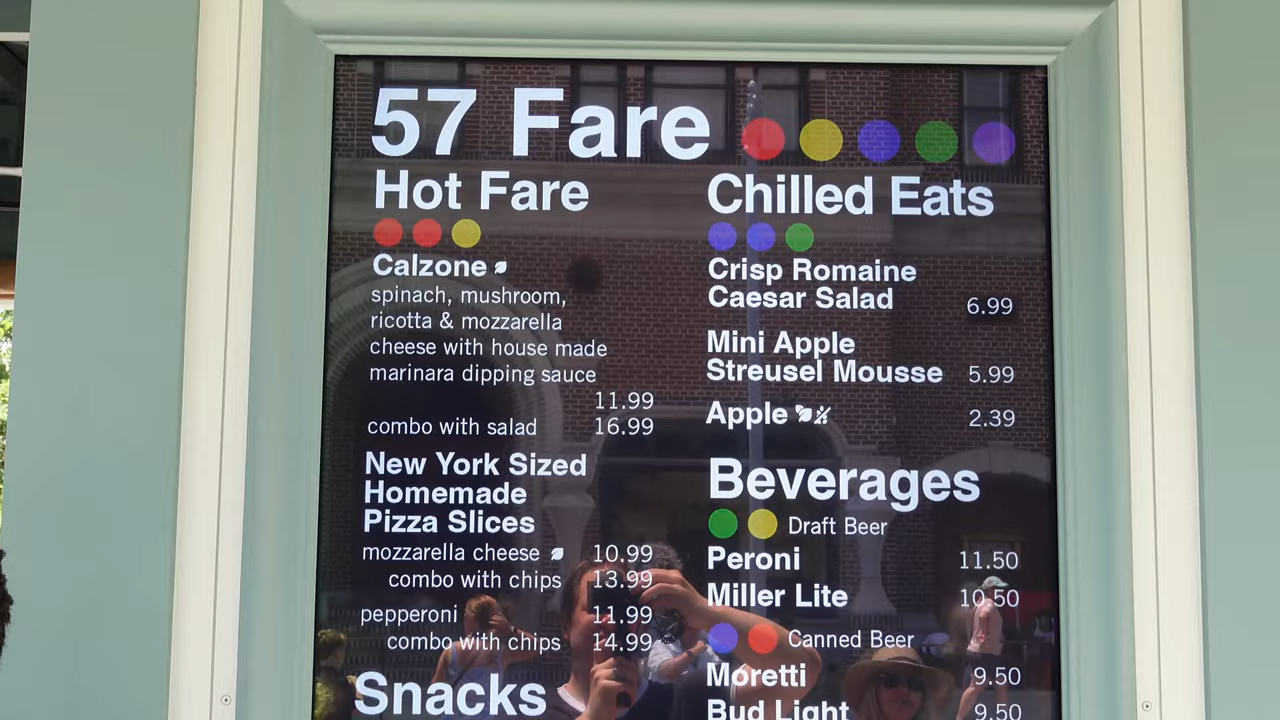 57 Fare
Hot Fare
Calzone
spinach, mushroom,
ricotta & mozzarella
cheese with house made
marinara dipping sauce
11.99
combo with salad 16.99
New York Sized
Homemade
Pizza Slices
mozzarella cheese 10.99
combo with chips 13.99
pepperoni 11.99
combo with chips 14.99
Snacks
Chilled Eats
Crisp Romaine
Caesar Salad 6.99
Mini Apple
Streusel Mousse 5.99
Apple 2.39
Beverages
Draft Beer
Peroni 11.50
Miller Lite 10.50
Canned Beer
Moretti 9.50
Bud Light 9.50